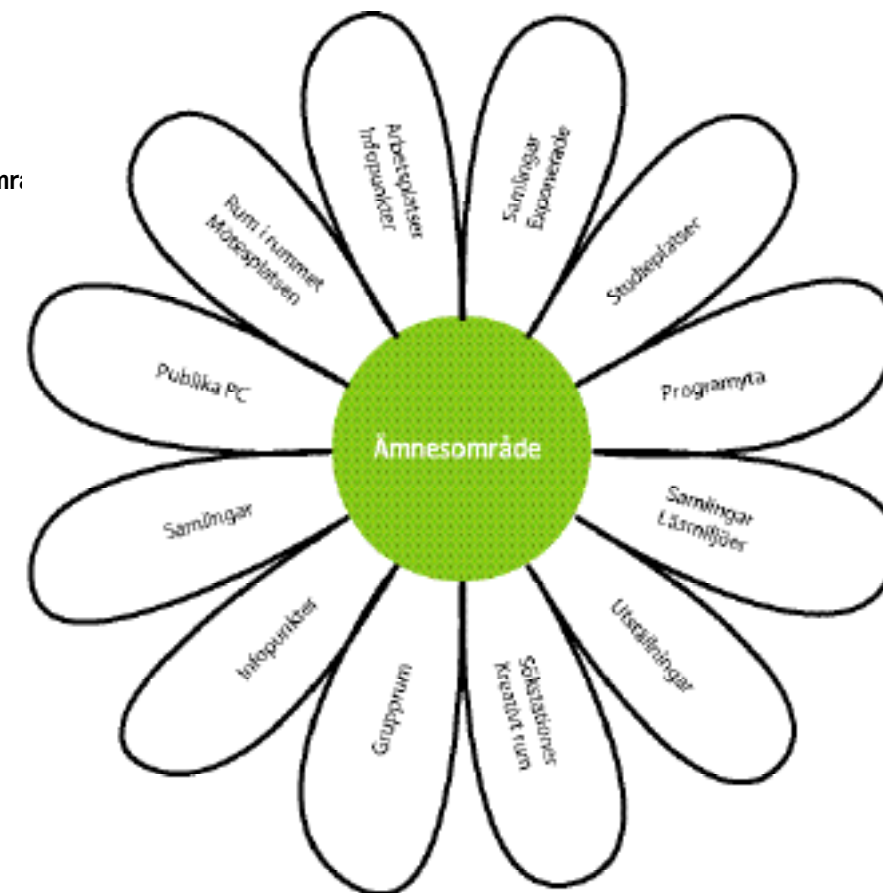 Arbetsplatser
Infopunkter
Samlingar
Exponerade
Studieplatser
Programyta
Samlingar
Läsmiljöer
Utställningar
Sökstationer
Kreativt rum
Grupprum
Infopunkter
Samlingar
Publika PC
Rum i rummet
Mötesplatsen
Ämnesområde